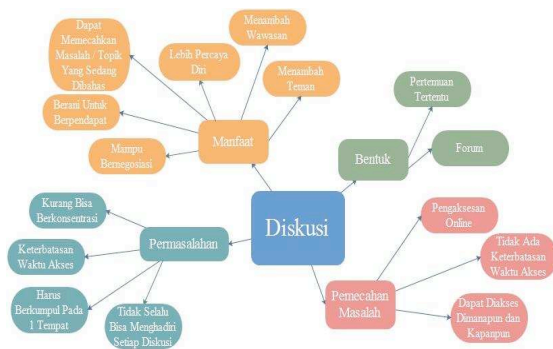 Dapat
Memecahkan
Masalah / Topik
Yang Sedang
Dibahas
Lebih Percaya
Diri
Menambah
Wawasan
Menambah
Teman
Berani Untuk
Berpendapat
Mampu
Bernegosiasi
Manfaat
Pertemuan
Tertentu
Bentuk
Forum
Diskusi
Kurang Bisa
Berkonsentrasi
Permasalahan
Keterbatasan
Waktu Akses
Harus
Berkumpul Pada
1 Tempat
Tidak Selalu
Bisa Menghadiri
Setiap Diskusi
Pengaksesan
Online
Tidak Ada
Keterbatasan
Waktu Akses
Pemecahan
Masalah
Dapat Diakses
Dimanapun dan
Kapanpun